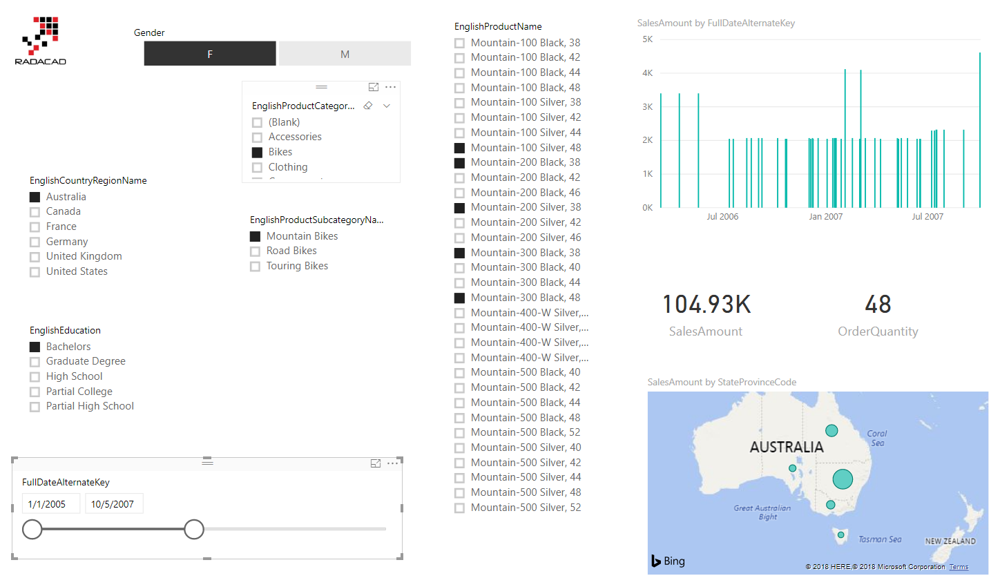 RADACAD
Gender
F
M
EnglishProductCategor...
(Blank)
Accessories
Bikes
Clothing
EnglishCountryRegionName
Australia
Canada
France
Germany
United Kingdom
United States
EnglishProductSubcategoryNa...
Mountain Bikes
Road Bikes
Touring Bikes
EnglishEducation
Bachelors
Graduate Degree
High School
Partial College
Partial High School
FullDateAlternateKey
1/1/2005
10/5/2007
EnglishProductName
Mountain-100 Black, 38
Mountain-100 Black, 42
Mountain-100 Black, 44
Mountain-100 Black, 48
Mountain-100 Silver, 38
Mountain-100 Silver, 42
Mountain-100 Silver, 44
Mountain-100 Silver, 48
Mountain-200 Black, 38
Mountain-200 Black, 42
Mountain-200 Black, 46
Mountain-200 Silver, 38
Mountain-200 Silver, 42
Mountain-200 Silver, 46
Mountain-300 Black, 38
Mountain-300 Black, 40
Mountain-300 Black, 44
Mountain-300 Black, 48
Mountain-400-W Silver,...
Mountain-400-W Silver,...
Mountain-400-W Silver,...
Mountain-400-W Silver,...
Mountain-500 Black, 40
Mountain-500 Black, 42
Mountain-500 Black, 44
Mountain-500 Black, 48
Mountain-500 Black, 52
Mountain-500 Silver, 40
Mountain-500 Silver, 42
Mountain-500 Silver, 44
Mountain-500 Silver, 48
Mountain-500 Silver, 52
SalesAmount by FullDateAlternateKey
5K
4K
3K
2K
1K
0K
Jul 2006
Jan 2007
Jul 2007
104.93K
SalesAmount
48
OrderQuantity
SalesAmount by StateProvinceCode
Coral
Sea
AUSTRALIA
Great Australian
Bight
Tasman Sea
NEW ZEALAND
Bing
© 2018 HERE,© 2018 Microsoft Corporation Terms